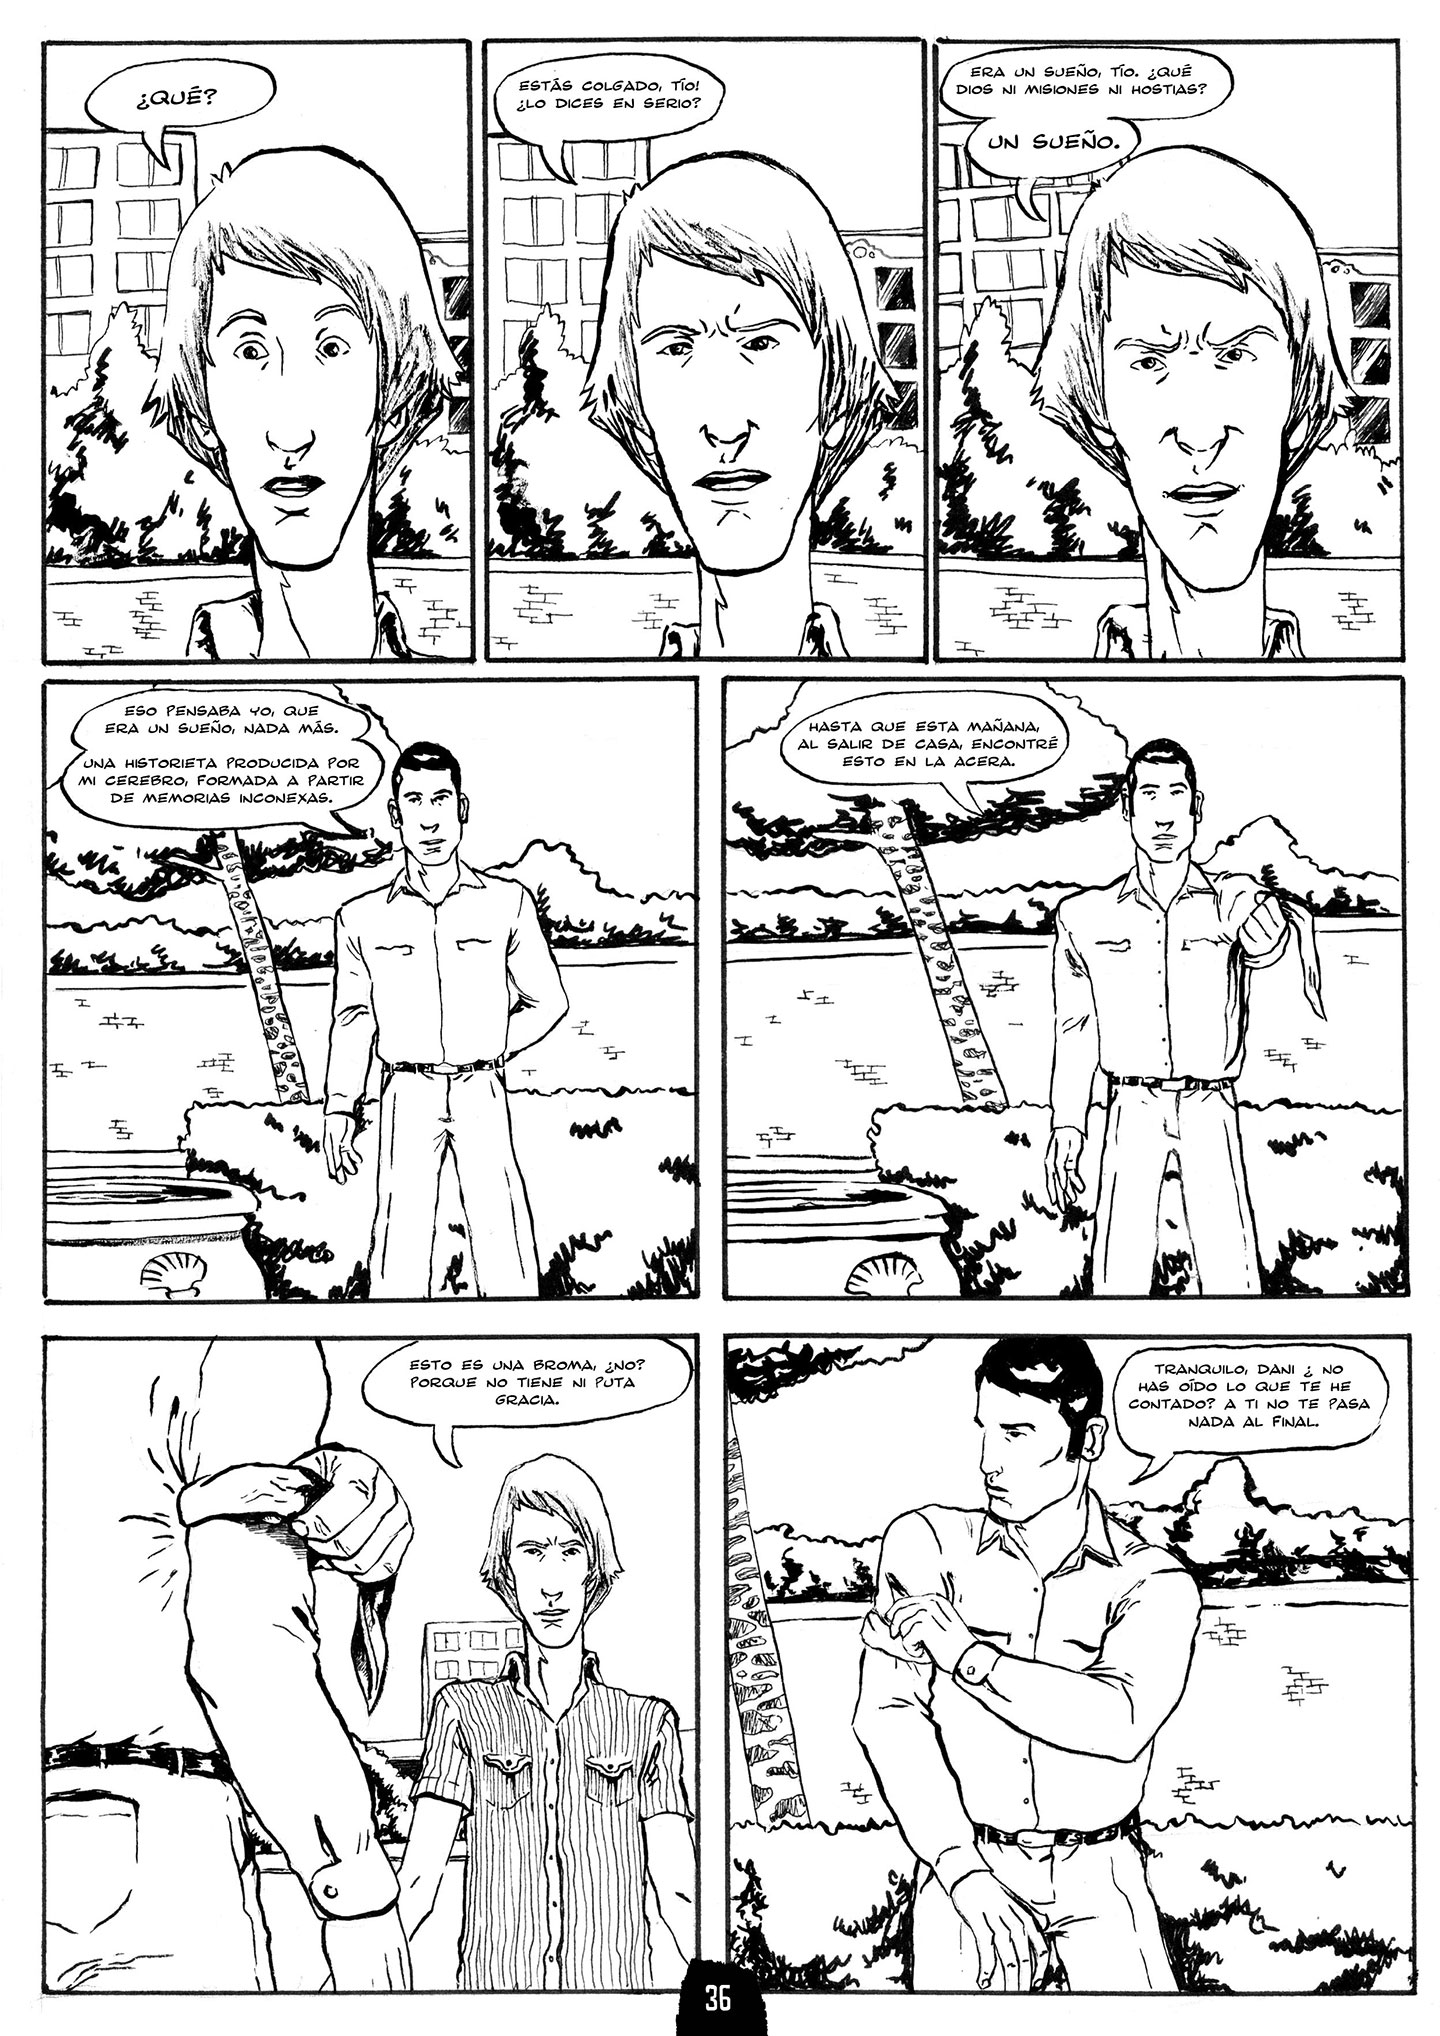 ¿QUÉ?
ESTÁS COLGADO, TÍO!
¿LO DICES EN SERIO?
ERA UN SUEÑO, TÍO. ¿QUÉ
DIOS NI MISIONES NI HOSTIAS?
UN SUEÑO.
ESO PENSABA YO, QUE
ERA UN SUEÑO, NADA MÁS.
UNA HISTORIETA PRODUCIDA POR
MI CEREBRO, FORMADA A PARTIR
DE MEMORIAS INCONEXAS.
HASTA QUE ESTA MAÑANA,
AL SALIR DE CASA, ENCONTRÉ
ESTO EN LA ACERA.
ESTO ES UNA BROMA, ¿NO?
PORQUE NO TIENE NI PUTA
GRACIA.
TRANQUILO, DANI ¿ NO
HAS OÍDO LO QUE TE HE
CONTADO? A TI NO TE PASA
NADA AL FINAL.
36